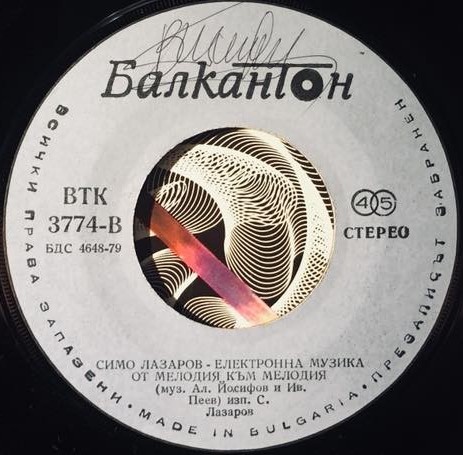 Балкантон
ВТК
3774-В
БДС 4648-79
45
СТЕРЕО
СИМО ЛАЗАРОВ - ЕЛЕКТРОННА МУЗИКА
ОТ МЕЛОДИЯ КЪМ МЕЛОДИЯ
(муз. Ал. Йосифов и Ив.
Пеев) изп. С.
Лазаров
ВСИЧКИ ПРАВА ЗАПАЗЕНИ · MADE IN BULGARIA · ПРЕЗАПИСЪТ ЗАБРАНЕН